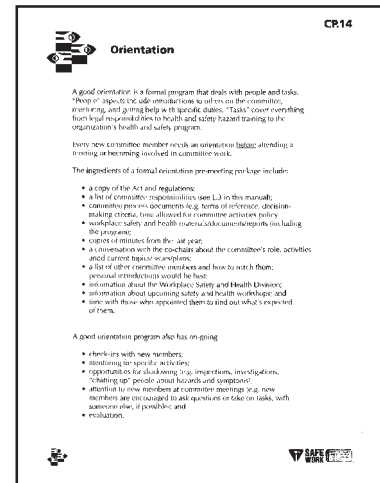 CP.14
Orientation
A good orientation is a formal program that deals with people and tasks.
"People" aspects include introductions to others on the committee,
mentoring, and getting help with specific duties. "Tasks" cover everything
from legal responsibilities to health and safety hazard training to the
organization's health and safety program.
Every new committee member needs an orientation before attending a
meeting or becoming involved in committee work.
The ingredients of a formal orientation pre-meeting package include:
• a copy of the Act and regulations;
• a list of committee responsibilities (see L.3 in this manual);
• committee process documents (e.g. terms of reference, decision-
making criteria, time allowed for committee activities policy
• workplace safety and health materials/documents/reports (including
the program);
• copies of minutes from the last year;
• a conversation with the co-chairs about the committee's role, activities
and current topics/issues/plans;
• a list of other committee members and how to reach them;
personal introductions would be best;
• information about the Workplace Safety and Health Division;
• information about upcoming safety and health workshops; and
• time with those who appointed them to find out what's expected
of them.
A good orientation program also has on-going
• check-ins with new members;
• mentoring for specific activities;
• opportunities for shadowing (e.g. inspections, investigations,
"chatting up" people about hazards and symptoms);
• attention to new members at committee meetings (e.g. new
members are encouraged to ask questions or take on tasks, with
someone else, if possible); and
• evaluation.
SAFE
WORK